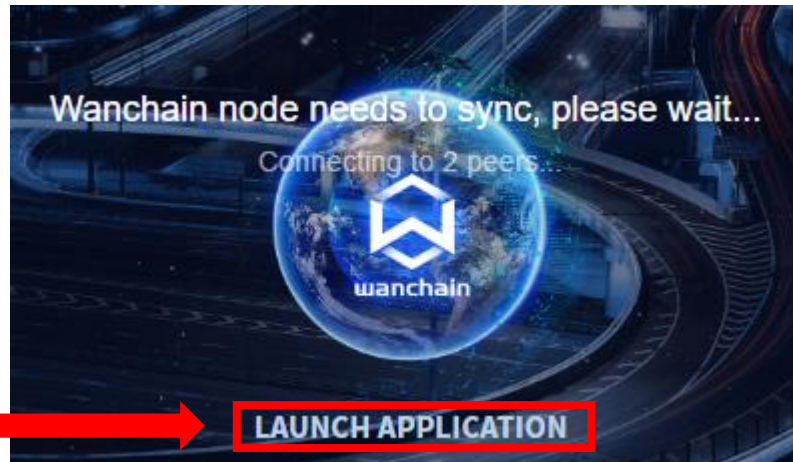 Wanchain node needs to sync, please wait...
Connecting to 2 peers...
wanchain
LAUNCH APPLICATION